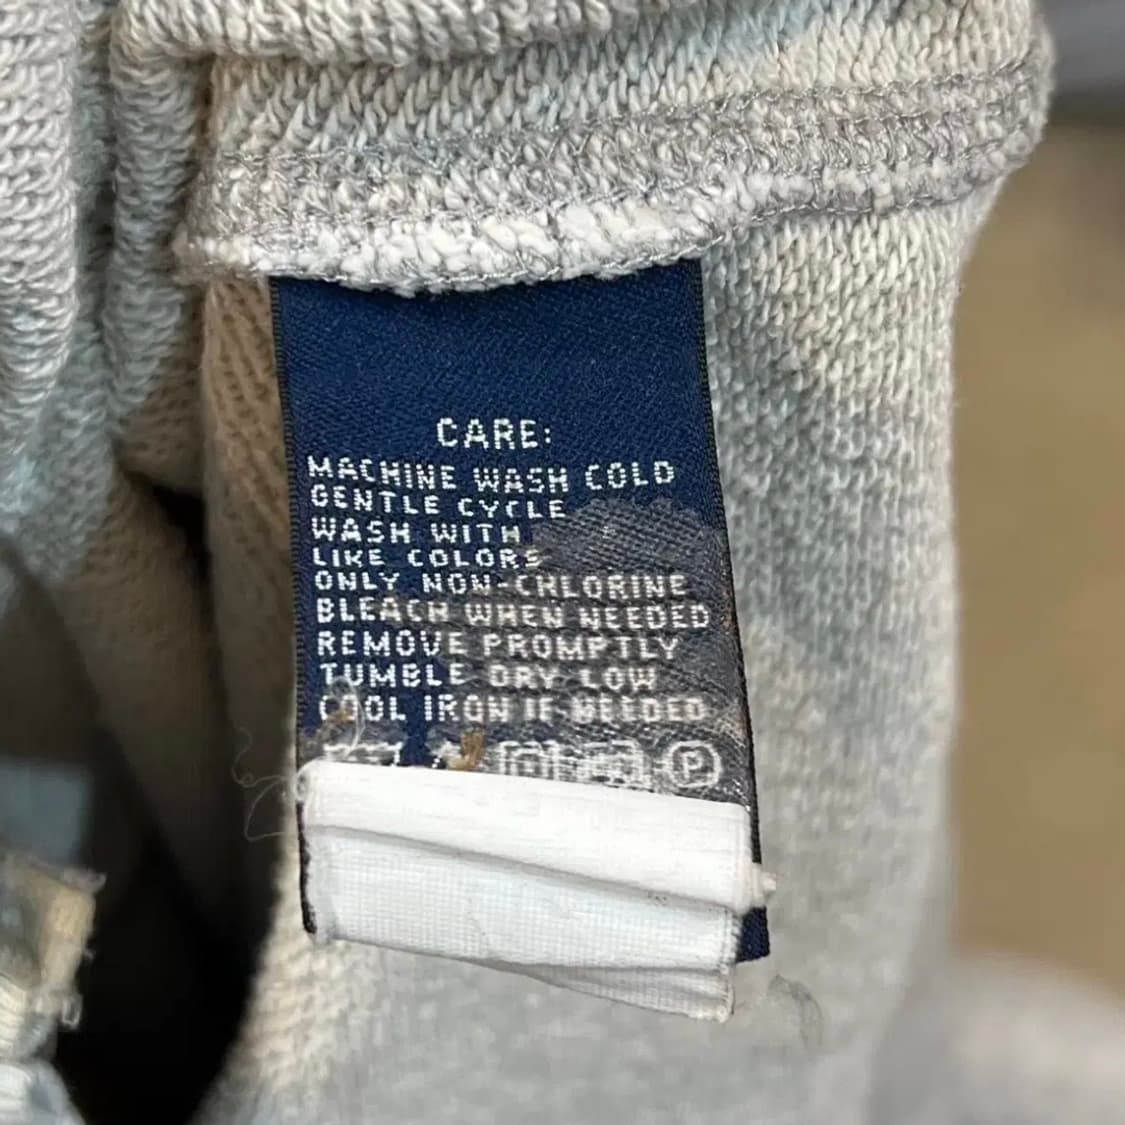 CARE:
MACHINE WASH COLD
GENTLE CYCLE
WASH WITH
LIKE COLORS
ONLY NON-CHLORINE
BLEACH WHEN NEEDED
REMOVE PROMPTLY
TUMBLE DRY LOW
COOL IRON IF NEEDED
P